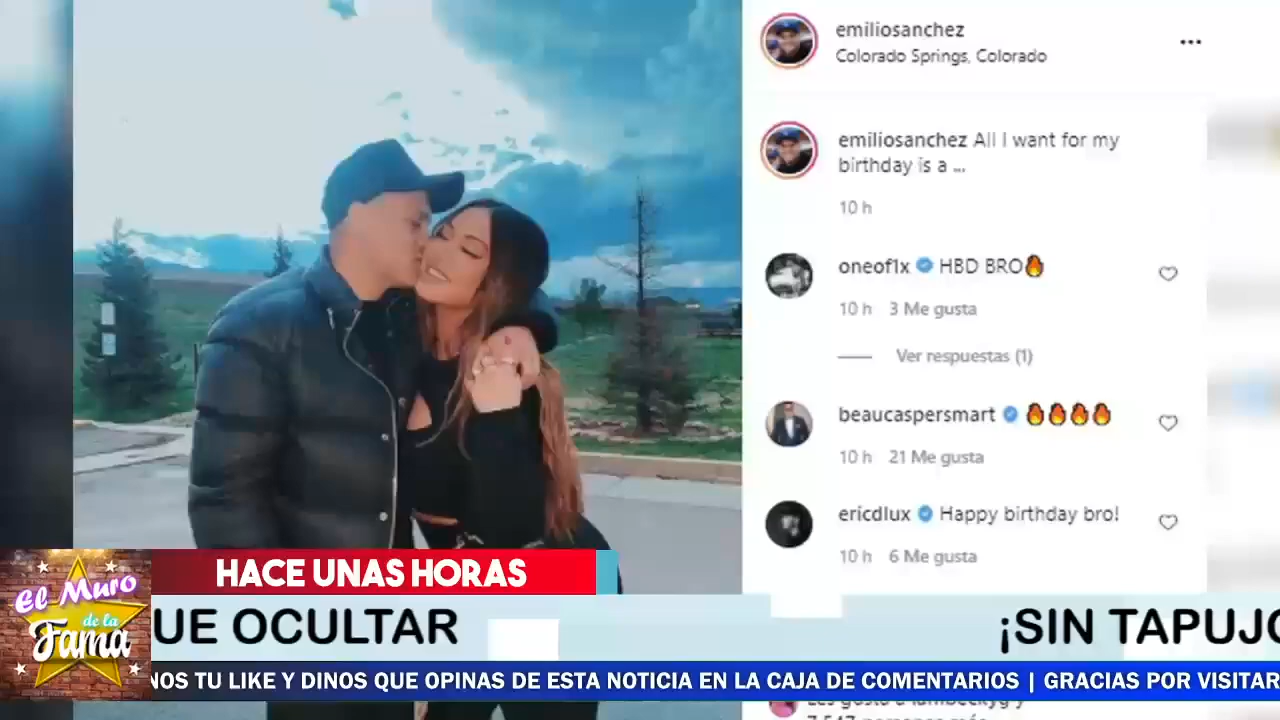 emiliosanchez
Colorado Springs, Colorado
emiliosanchez All I want for my
birthday is a ...
10 h
oneof1x HBD BRO🔥
10 h 3 Me gusta
Ver respuestas (1)
beaucaspersmart 🔥🔥🔥🔥
10 h 21 Me gusta
ericdlux Happy birthday bro!
10 h 6 Me gusta
HACE UNAS HORAS
El Muro
de la
Fama
UE OCULTAR ¡SIN TAPUJO
NOS TU LIKE Y DINOS QUE OPINAS DE ESTA NOTICIA EN LA CAJA DE COMENTARIOS | GRACIAS POR VISITAR